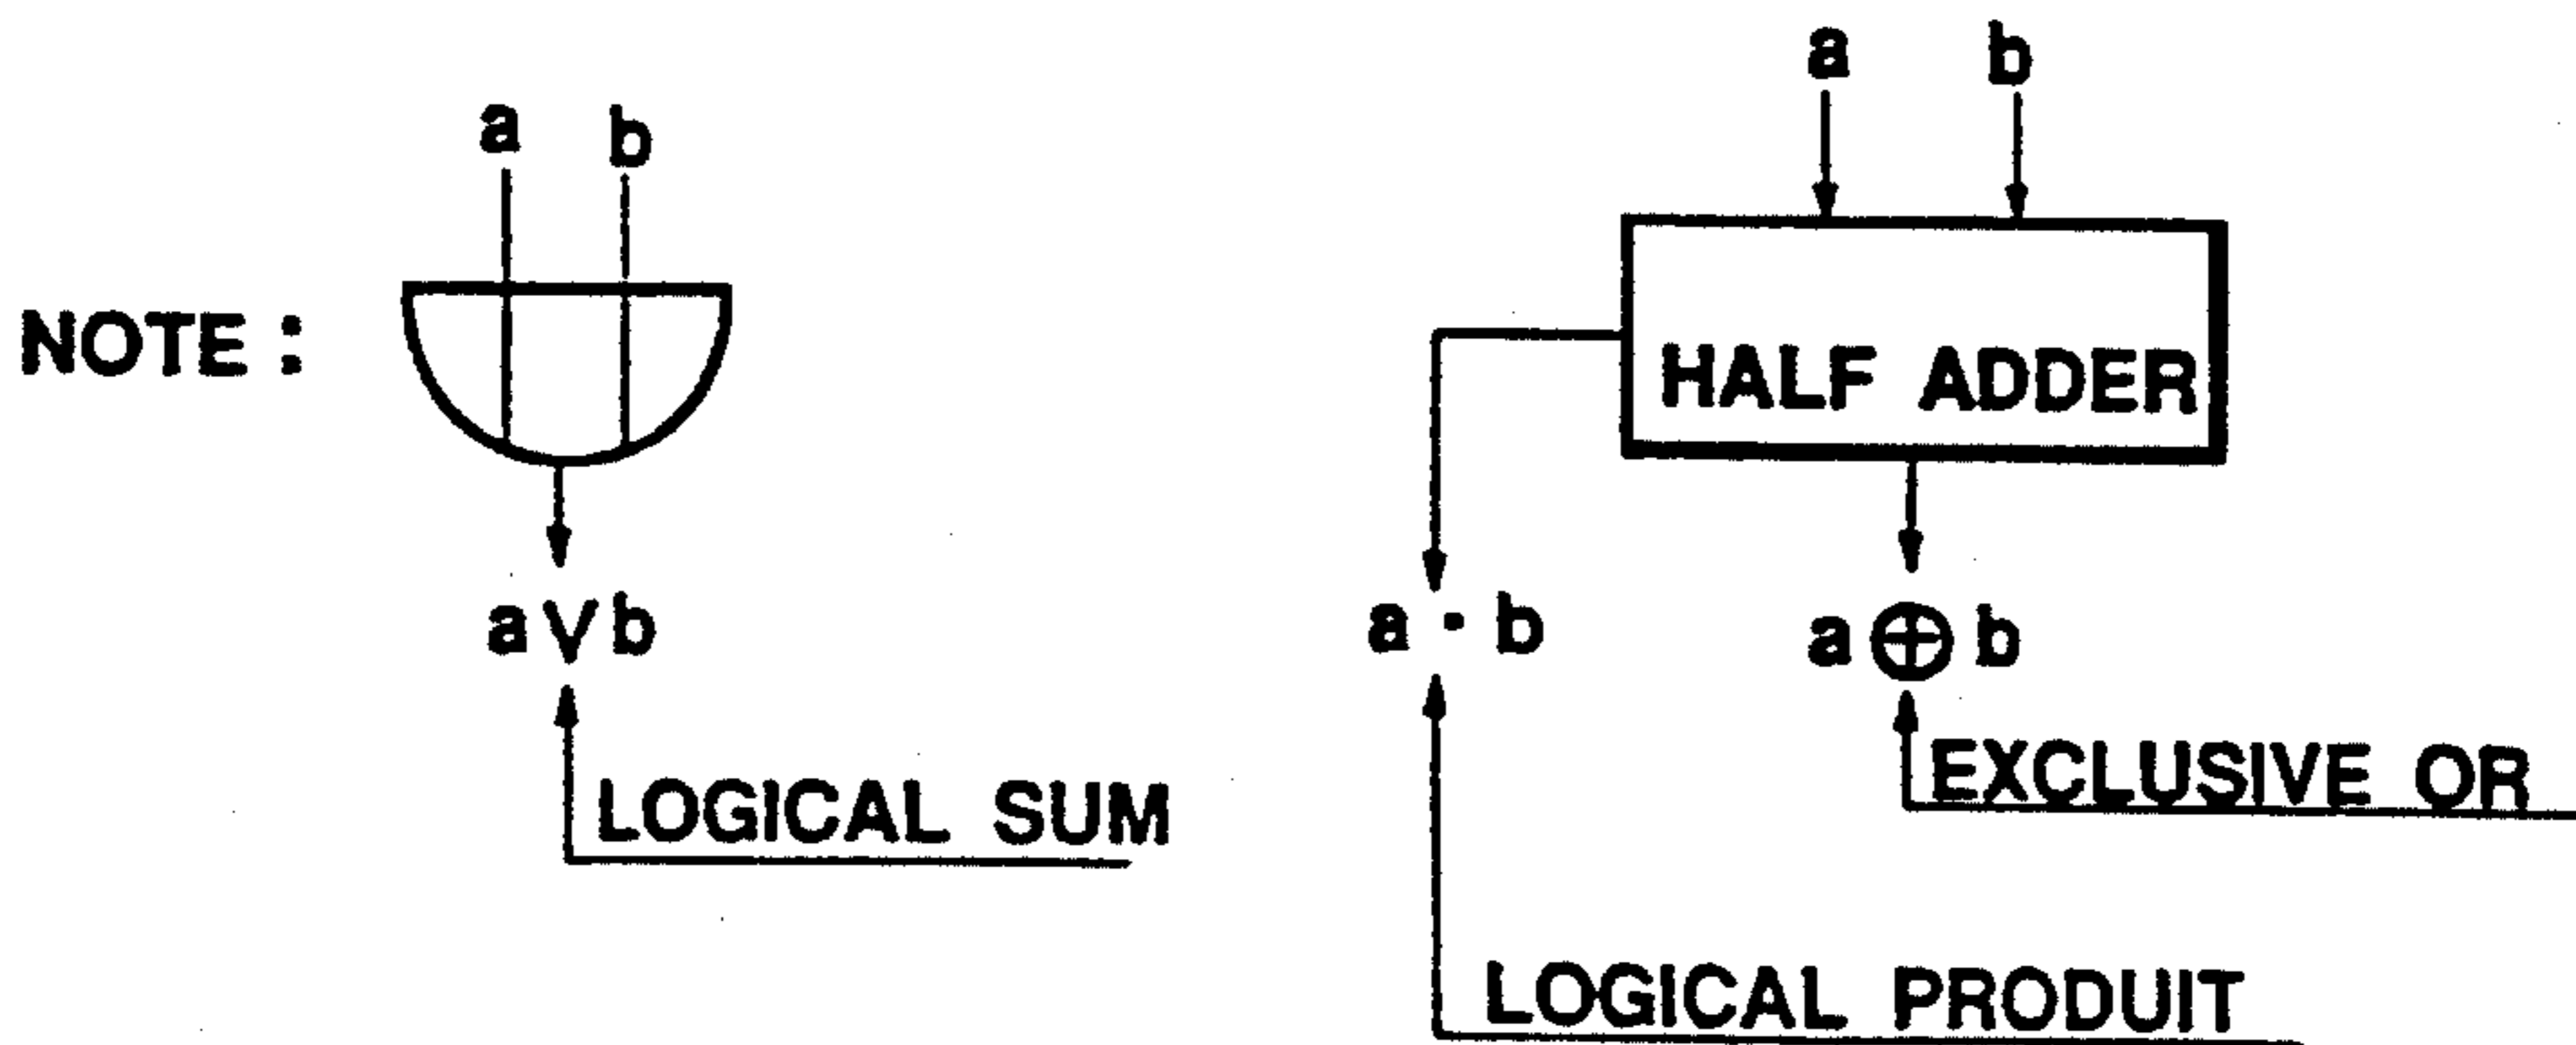 a b
NOTE :
a ∨ b
LOGICAL SUM
a b
HALF ADDER
a · b
a ⊕ b
EXCLUSIVE OR
LOGICAL PRODUIT